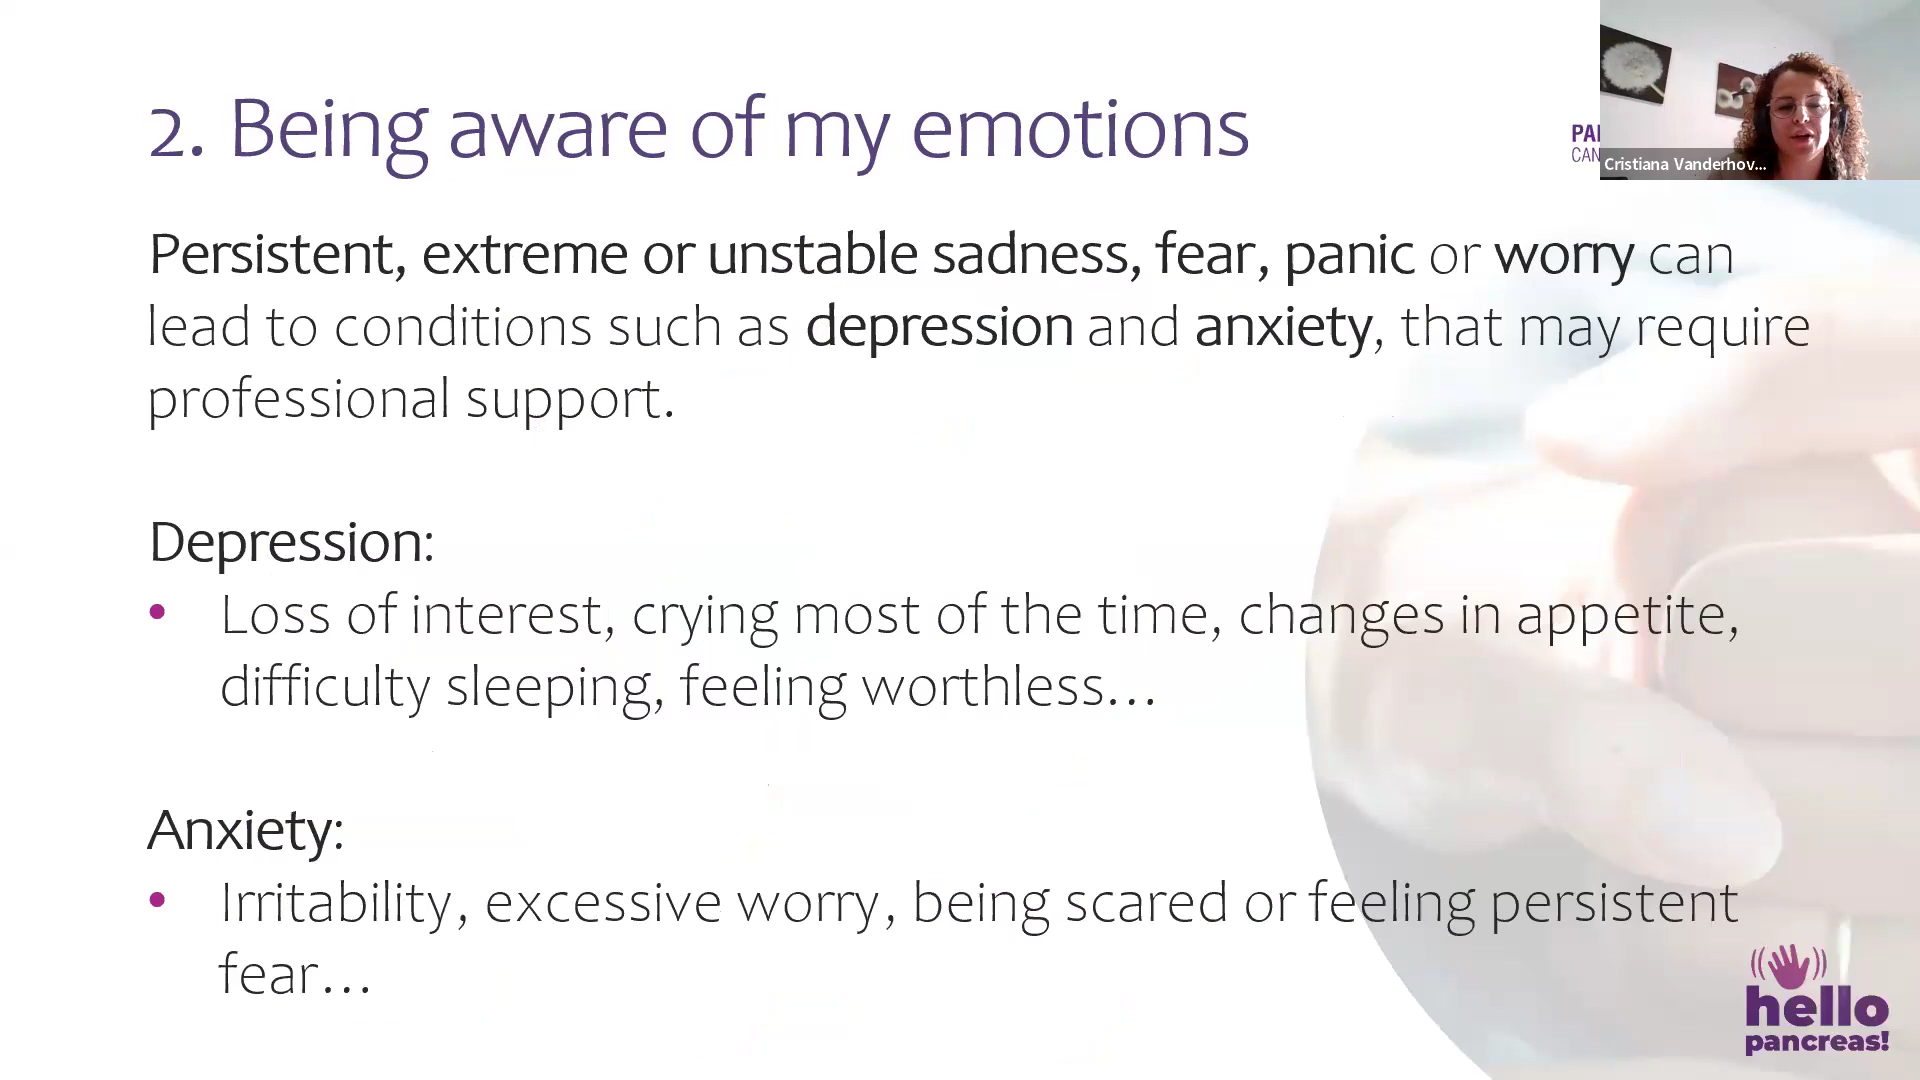 2. Being aware of my emotions
PAI
CAN
Cristiana Vanderhov...
Persistent, extreme or unstable sadness, fear, panic or worry can
lead to conditions such as depression and anxiety, that may require
professional support.
Depression:
• Loss of interest, crying most of the time, changes in appetite,
difficulty sleeping, feeling worthless...
Anxiety:
• Irritability, excessive worry, being scared or feeling persistent
fear...
hello
pancreas!